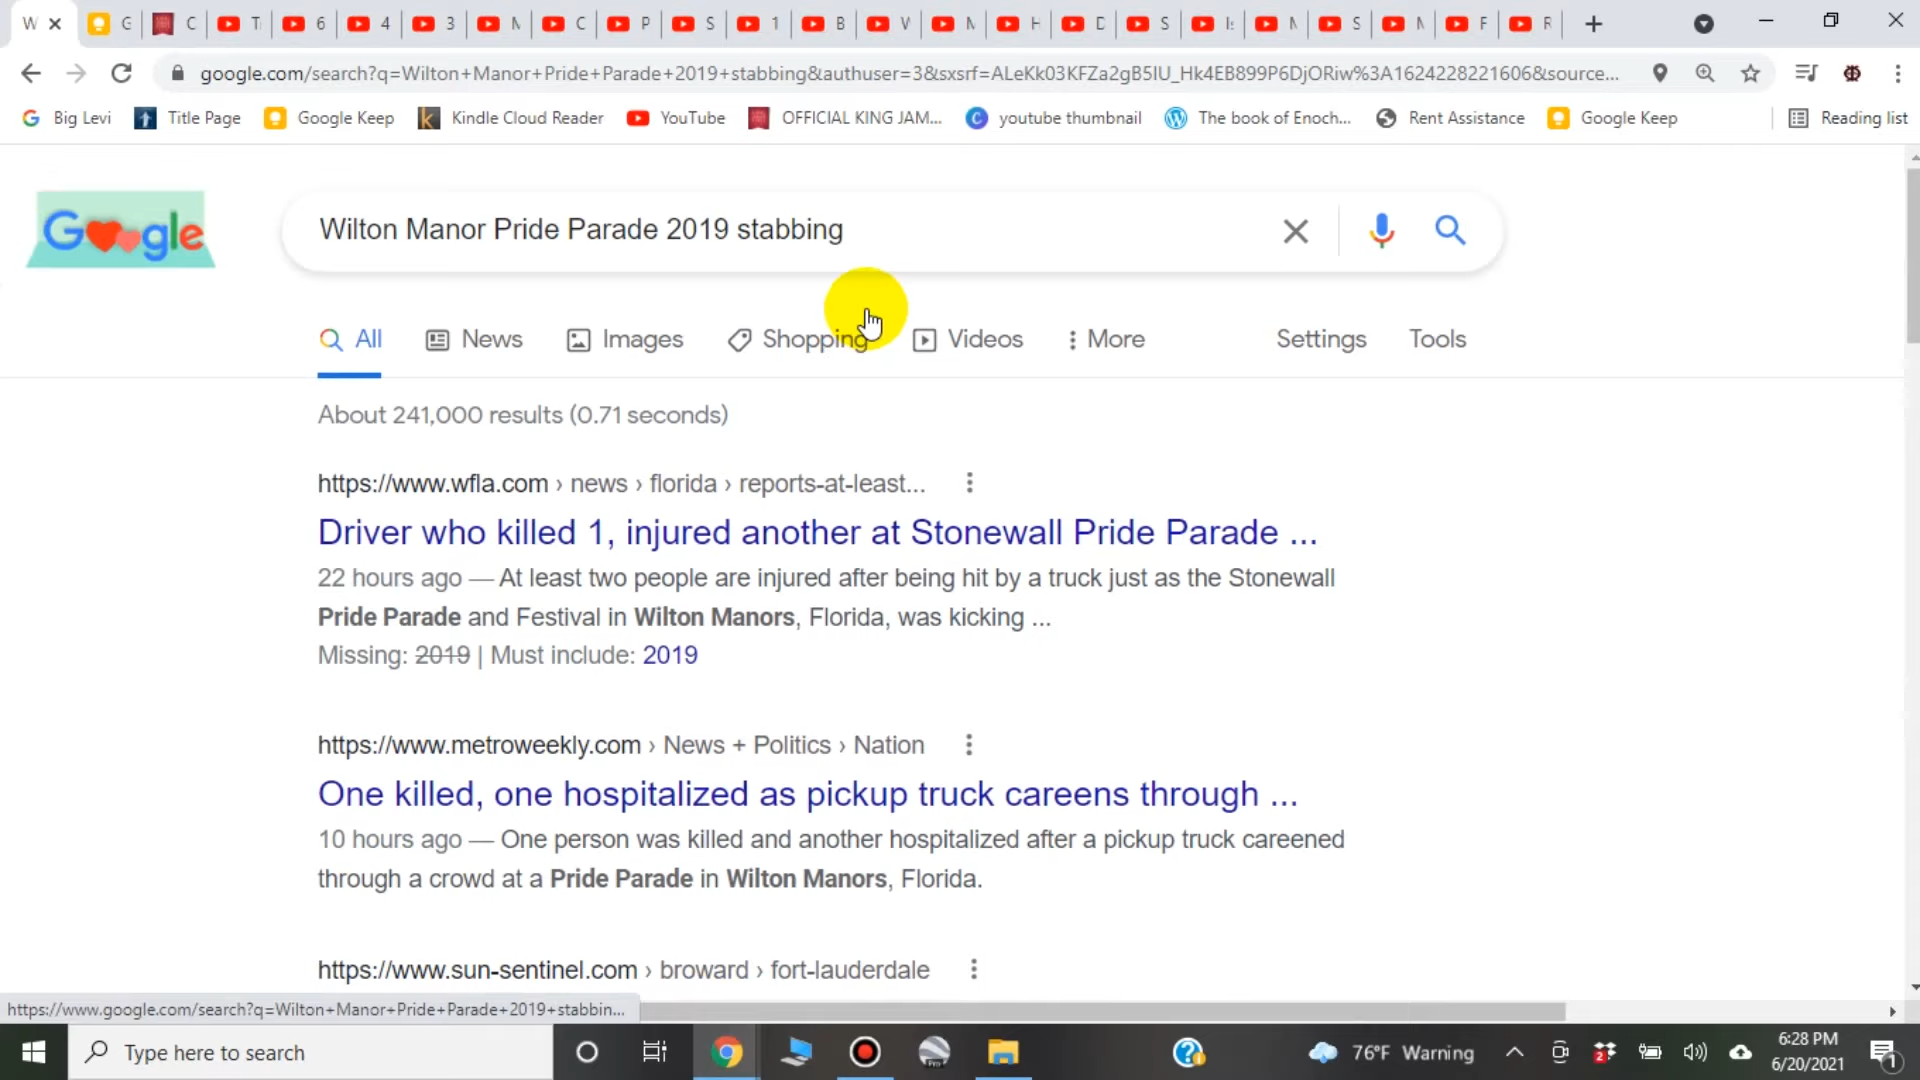 W G C T 6 4 3 N C P S 1 B V N H D S Is N S N F R
google.com/search?q=Wilton+Manor+Pride+Parade+2019+stabbing&authuser=3&sxsrf=ALeKk03KFZa2gB5IU_Hk4EB899P6DjORiw%3A1624228221606&source...
Big Levi Title Page Google Keep Kindle Cloud Reader YouTube OFFICIAL KING JAM... youtube thumbnail The book of Enoch... Rent Assistance Google Keep Reading list
Google Wilton Manor Pride Parade 2019 stabbing
All News Images Shopping Videos More Settings Tools
About 241,000 results (0.71 seconds)
https://www.wfla.com › news › florida › reports-at-least...
Driver who killed 1, injured another at Stonewall Pride Parade ...
22 hours ago — At least two people are injured after being hit by a truck just as the Stonewall
Pride Parade and Festival in Wilton Manors, Florida, was kicking ...
Missing: 2019 | Must include: 2019
https://www.metroweekly.com › News + Politics › Nation
One killed, one hospitalized as pickup truck careens through ...
10 hours ago — One person was killed and another hospitalized after a pickup truck careened
through a crowd at a Pride Parade in Wilton Manors, Florida.
https://www.sun-sentinel.com › broward › fort-lauderdale
https://www.google.com/search?q=Wilton+Manor+Pride+Parade+2019+stabbin...
Type here to search 76°F Warning 6:28 PM
6/20/2021